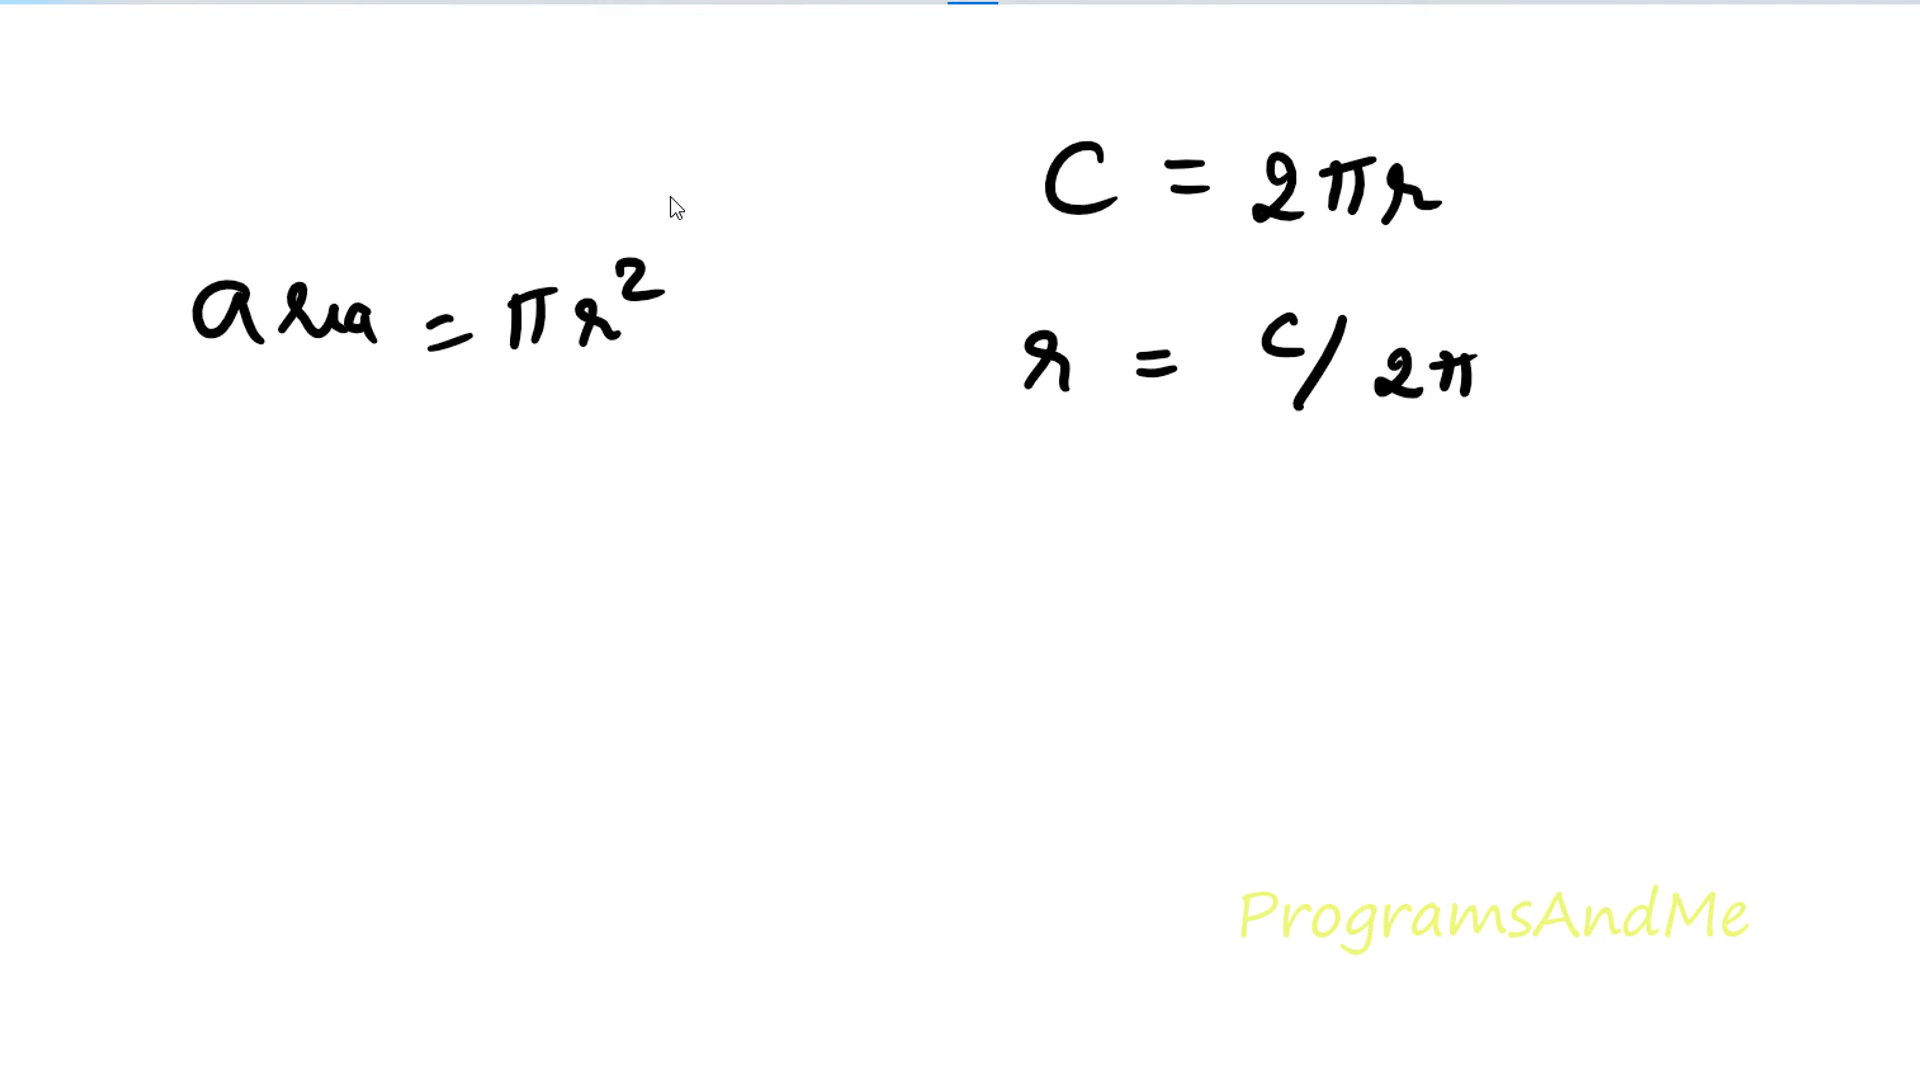 area = πr²
C = 2πr
r = C/2π
ProgramsAndMe